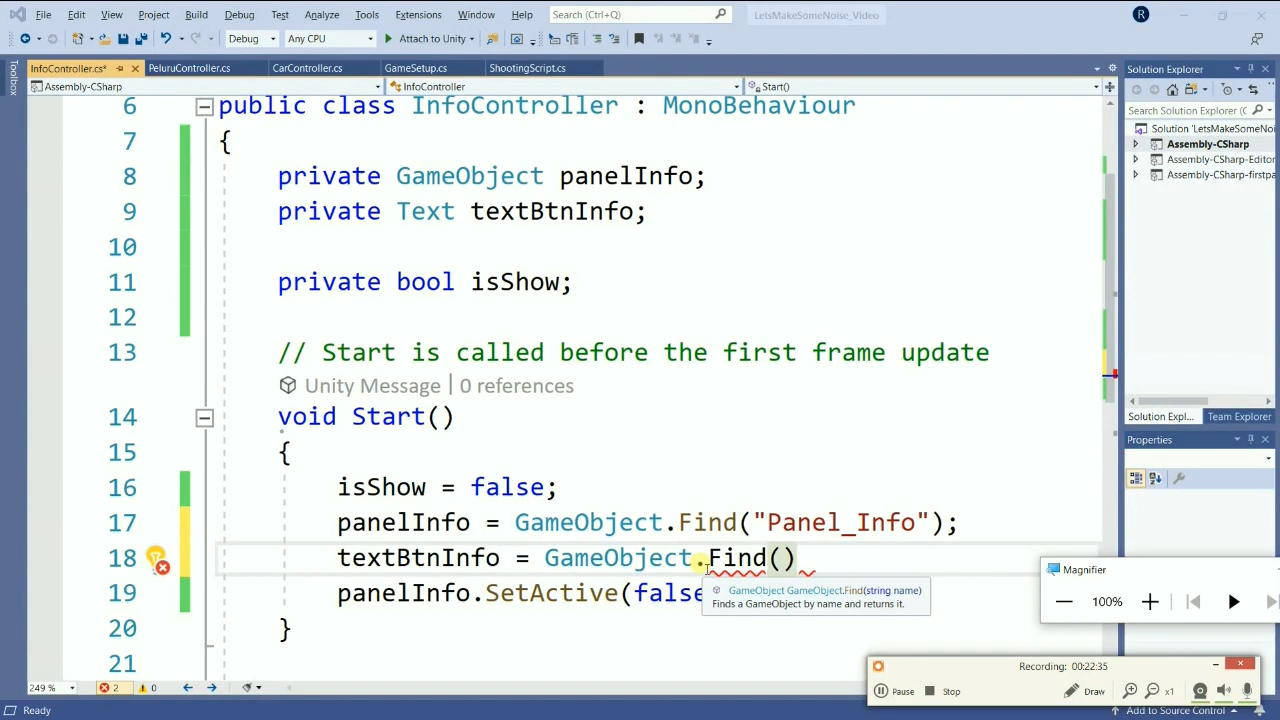 File Edit View Project Build Debug Test Analyze Tools Extensions Window Help Search (Ctrl+Q) LetsMakeSomeNoise_Video R
Debug Any CPU Attach to Unity
Toolbox
InfoController.cs* PeluruController.cs CarController.cs GameSetup.cs ShootingScript.cs
Assembly-CSharp InfoController Start()
6 public class InfoController : MonoBehaviour
7 {
8 private GameObject panelInfo;
9 private Text textBtnInfo;
10
11 private bool isShow;
12
13 // Start is called before the first frame update
Unity Message | 0 references
14 void Start()
15 {
16 isShow = false;
17 panelInfo = GameObject.Find("Panel_Info");
18 textBtnInfo = GameObject.Find()
GameObject GameObject.Find(string name)
Finds a GameObject by name and returns it.
19 panelInfo.SetActive(false
20 }
21
249 % 2 0
Ready
Solution Explorer
Search Solution Explorer (C
Solution 'LetsMakeSomeNoise
Assembly-CSharp
Assembly-CSharp-Editor
Assembly-CSharp-firstpa
Solution Expl... Team Explorer
Properties
Magnifier
100%
Recording: 00:22:35
Pause Stop Draw x1
Add to Source Control